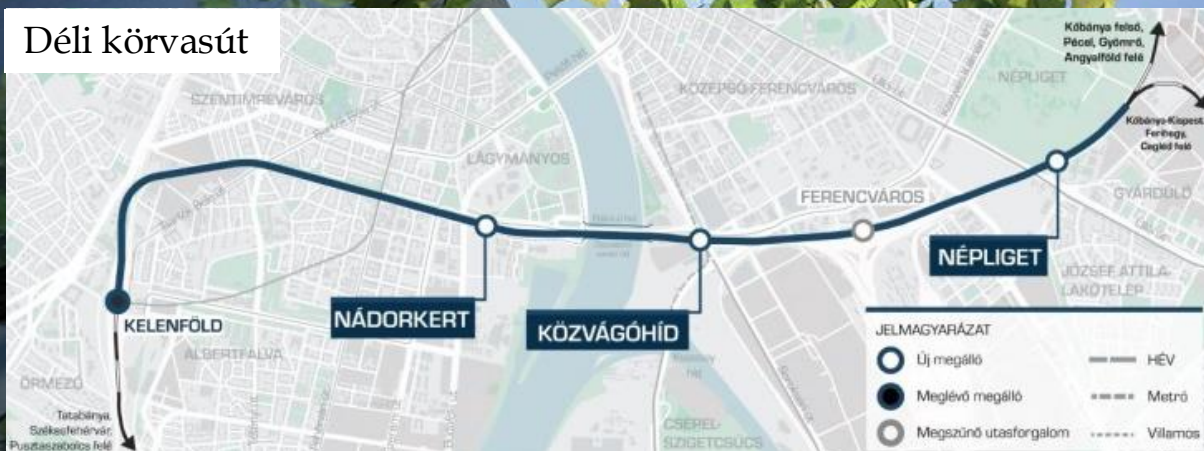 Déli körvasút
Kőbánya felső,
Pécel, Gyömrő,
Angyalföld felé
NÉPLIGET
KÖZÉPSŐ-FERENCVÁROS
SZENTIMREVÁROS
Kőbánya-Kispest,
Ferihegy,
Cegléd felé
LÁGYMÁNYOS
FERENCVÁROS
GYÁRDŰLŐ
NÉPLIGET
NÁDORKERT
KÖZVÁGÓHÍD
JÓZSEF ATTILA-
LAKÓTELEP
KELENFÖLD
ALBERTFALVA
ŐRMEZŐ
Tatabánya,
Székesfehérvár,
Pusztaszabolcs felé
CSEPEL-
SZIGETCSÚCS
JELMAGYARÁZAT
Új megálló
HÉV
Meglévő megálló
Metró
Megszűnő utasforgalom
Villamos